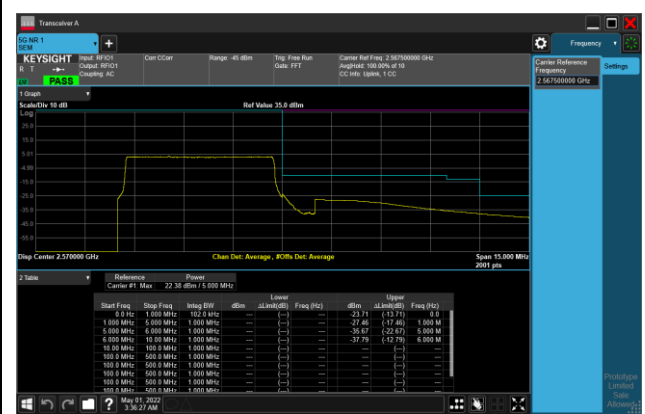 Transceiver A
5G NR 1
SEM
Frequency
KEYSIGHT
R T
PASS
Input: RFIO1
Output: RFIO1
Coupling: AC
Corr CCorr
Range: -45 dBm
Trig: Free Run
Gate: FFT
Carrier Ref Freq: 2.567500000 GHz
Avg|Hold: 100.00% of 10
CC Info: Uplink, 1 CC
Carrier Reference
Frequency
2.567500000 GHz
Settings
1 Graph
Scale/Div 10 dB
Ref Value 35.0 dBm
Log
25.0
15.0
5.01
-4.99
-15.0
-25.0
-35.0
-45.0
-55.0
Disp Center 2.570000 GHz
Chan Det: Average, #Offs Det: Average
Span 15.000 MHz
2001 pts
2 Table
Reference Power
Carrier #1 Max 22.38 dBm / 5.000 MHz
Lower Upper
Start Freq Stop Freq Integ BW dBm ΔLimit(dB) Freq (Hz) dBm ΔLimit(dB) Freq (Hz)
0.0 Hz 1.000 MHz 102.0 kHz --- (---) --- -23.71 (-13.71) 0.0
1.000 MHz 5.000 MHz 1.000 MHz --- (---) --- -27.46 (-17.46) 1.000 M
5.000 MHz 6.000 MHz 1.000 MHz --- (---) --- -35.67 (-22.67) 5.000 M
6.000 MHz 10.00 MHz 1.000 MHz --- (---) --- -37.79 (-12.79) 6.000 M
10.00 MHz 100.0 MHz 1.000 MHz --- (---) --- --- (---) ---
100.0 MHz 500.0 MHz 1.000 MHz --- (---) --- --- (---) ---
100.0 MHz 500.0 MHz 1.000 MHz --- (---) --- --- (---) ---
100.0 MHz 500.0 MHz 1.000 MHz --- (---) --- --- (---) ---
100.0 MHz 500.0 MHz 1.000 MHz --- (---) --- --- (---) ---
Prototype
Limited
Sale
Allowed
?
May 01, 2022
3:36:27 AM